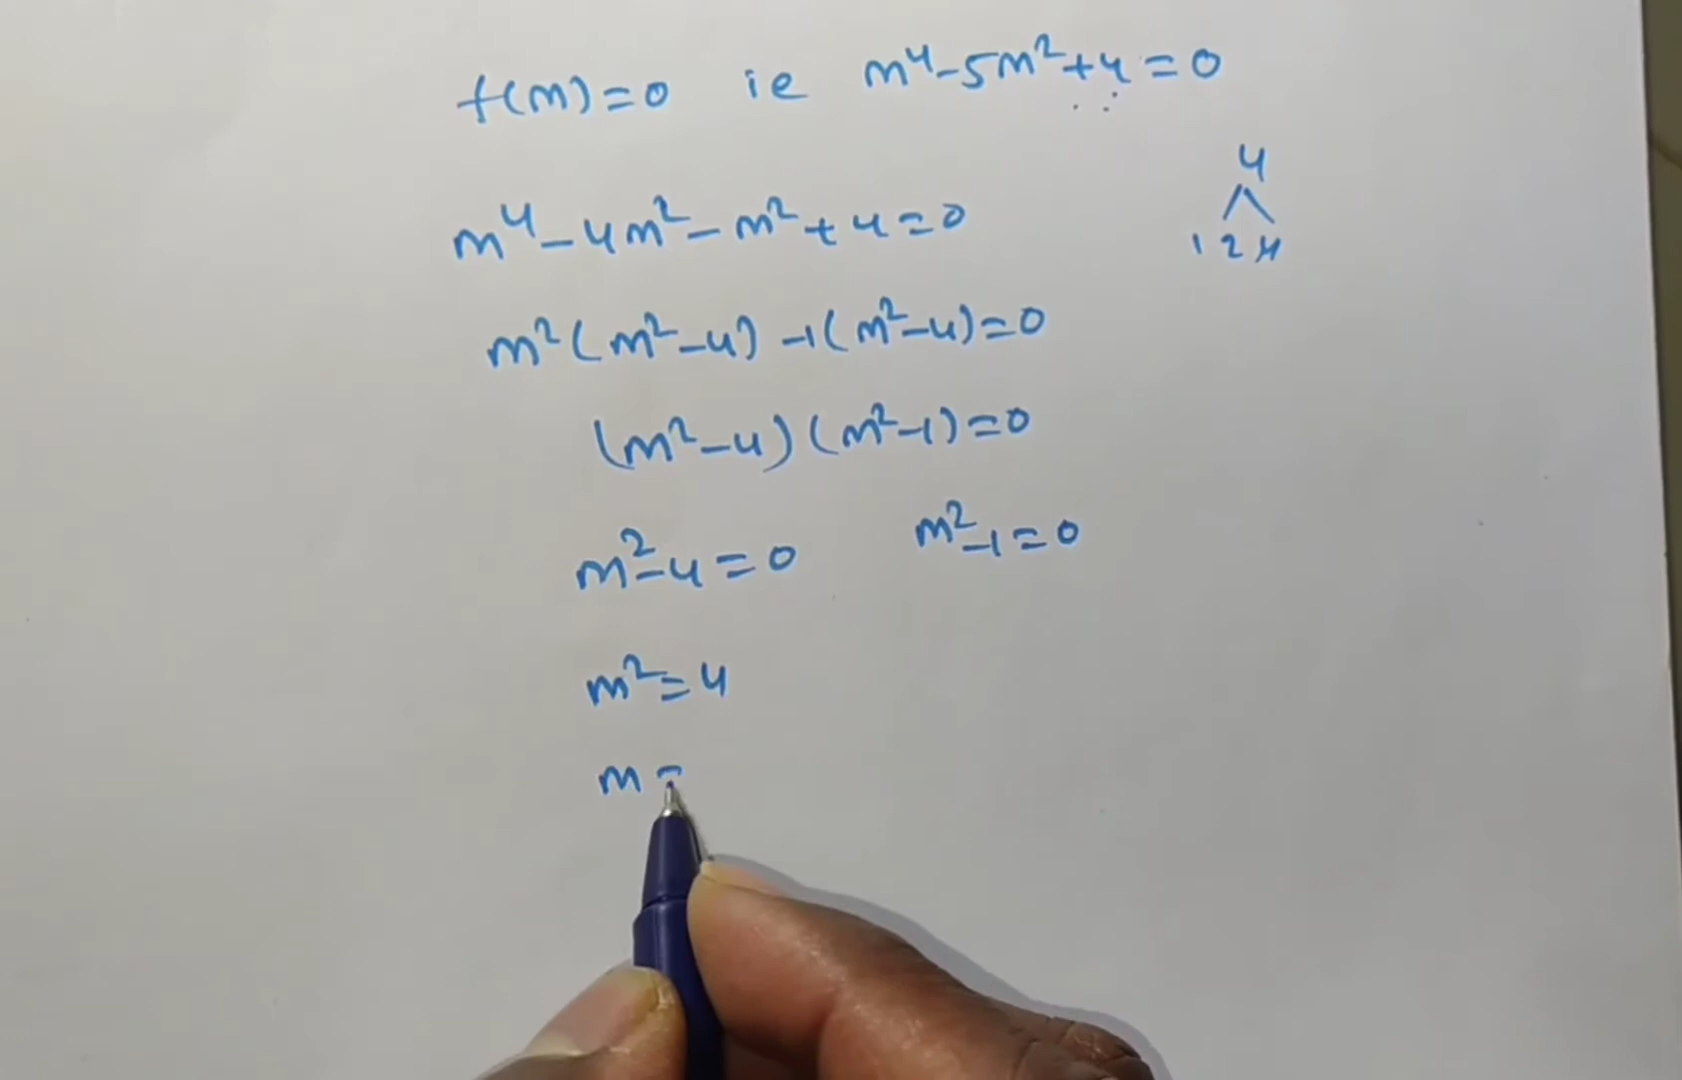 f(m)=0 ie m⁴-5m²+4=0
4
m⁴-4m²-m²+4=0
1 2 4
m²(m²-4)-1(m²-4)=0
(m²-4)(m²-1)=0
m²-4=0 m²-1=0
m²=4
m=